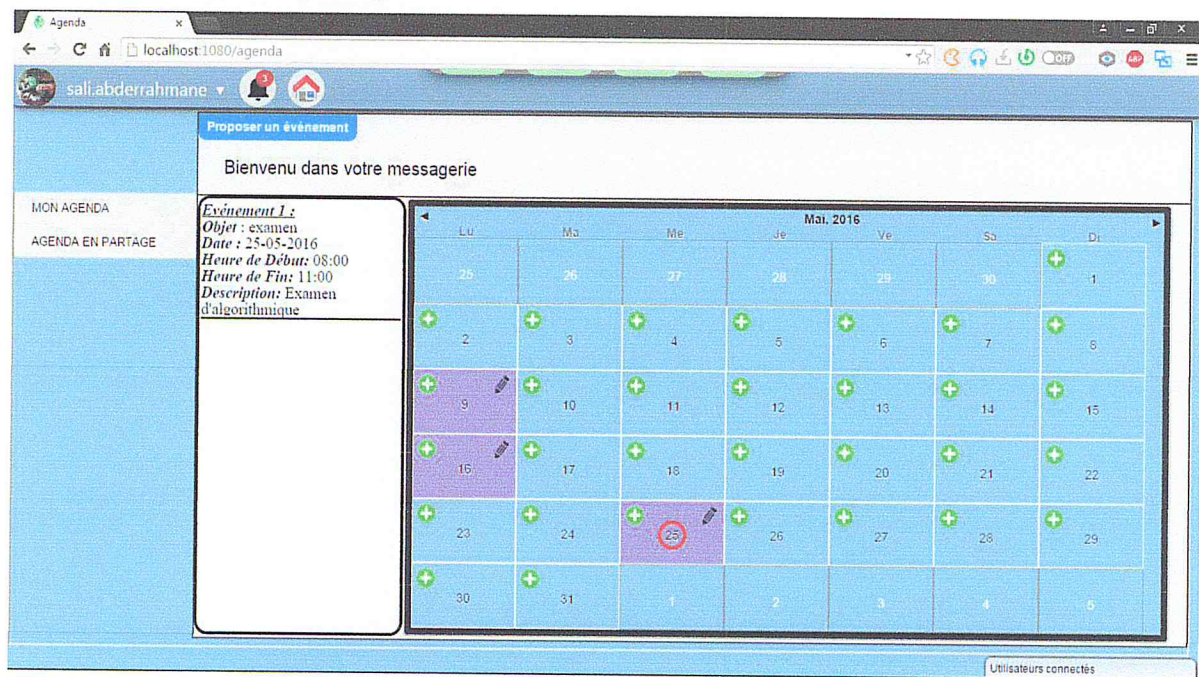 Agenda x
localhost:1080/agenda
OFF ABP
sali.abderrahmane 3
Proposer un évènement
Bienvenu dans votre messagerie
MON AGENDA
AGENDA EN PARTAGE
Evénement 1 :
Objet : examen
Date : 25-05-2016
Heure de Début: 08:00
Heure de Fin: 11:00
Description: Examen
d'algorithmique
Mai. 2016
Lu Ma Me Je Ve Sa Di
25 26 27 28 29 30 1
2 3 4 5 6 7 8
9 10 11 12 13 14 15
16 17 18 19 20 21 22
23 24 25 26 27 28 29
30 31 1 2 3 4 5
Utilisateurs connectés